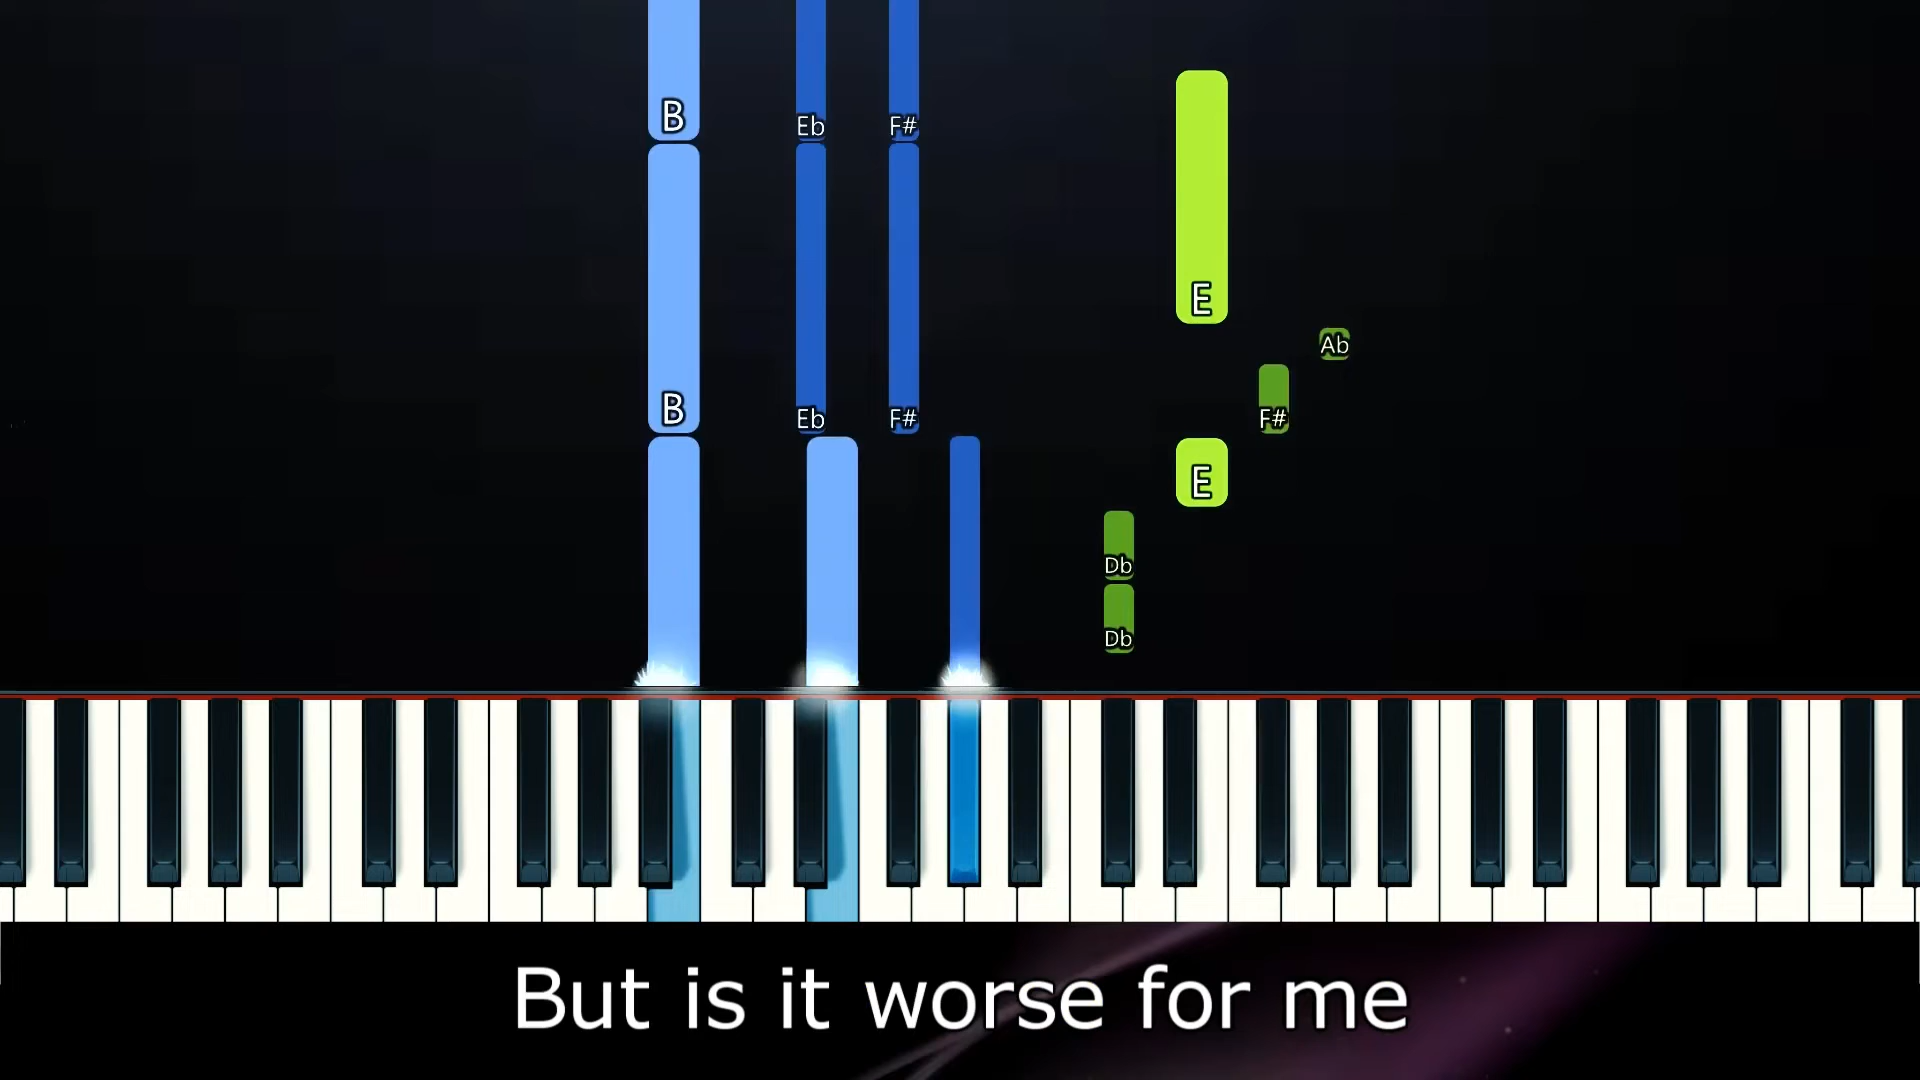 B Eb F#
E
Ab
B Eb F# F#
E
Db
Db
But is it worse for me